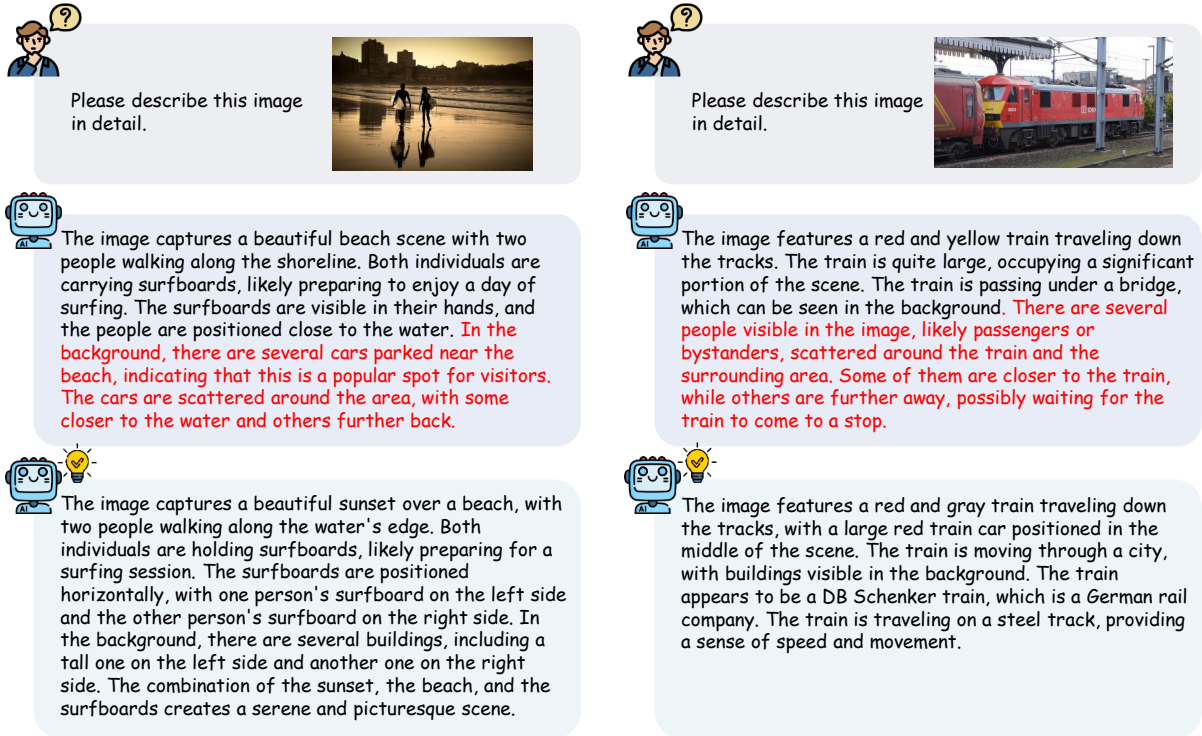 ?
Please describe this image
in detail.
AI
The image captures a beautiful beach scene with two
people walking along the shoreline. Both individuals are
carrying surfboards, likely preparing to enjoy a day of
surfing. The surfboards are visible in their hands, and
the people are positioned close to the water. In the
background, there are several cars parked near the
beach, indicating that this is a popular spot for visitors.
The cars are scattered around the area, with some
closer to the water and others further back.
AI
The image captures a beautiful sunset over a beach, with
two people walking along the water's edge. Both
individuals are holding surfboards, likely preparing for a
surfing session. The surfboards are positioned
horizontally, with one person's surfboard on the left side
and the other person's surfboard on the right side. In
the background, there are several buildings, including a
tall one on the left side and another one on the right
side. The combination of the sunset, the beach, and the
surfboards creates a serene and picturesque scene.
?
Please describe this image
in detail.
AI
The image features a red and yellow train traveling down
the tracks. The train is quite large, occupying a significant
portion of the scene. The train is passing under a bridge,
which can be seen in the background. There are several
people visible in the image, likely passengers or
bystanders, scattered around the train and the
surrounding area. Some of them are closer to the train,
while others are further away, possibly waiting for the
train to come to a stop.
AI
The image features a red and gray train traveling down
the tracks, with a large red train car positioned in the
middle of the scene. The train is moving through a city,
with buildings visible in the background. The train
appears to be a DB Schenker train, which is a German rail
company. The train is traveling on a steel track, providing
a sense of speed and movement.